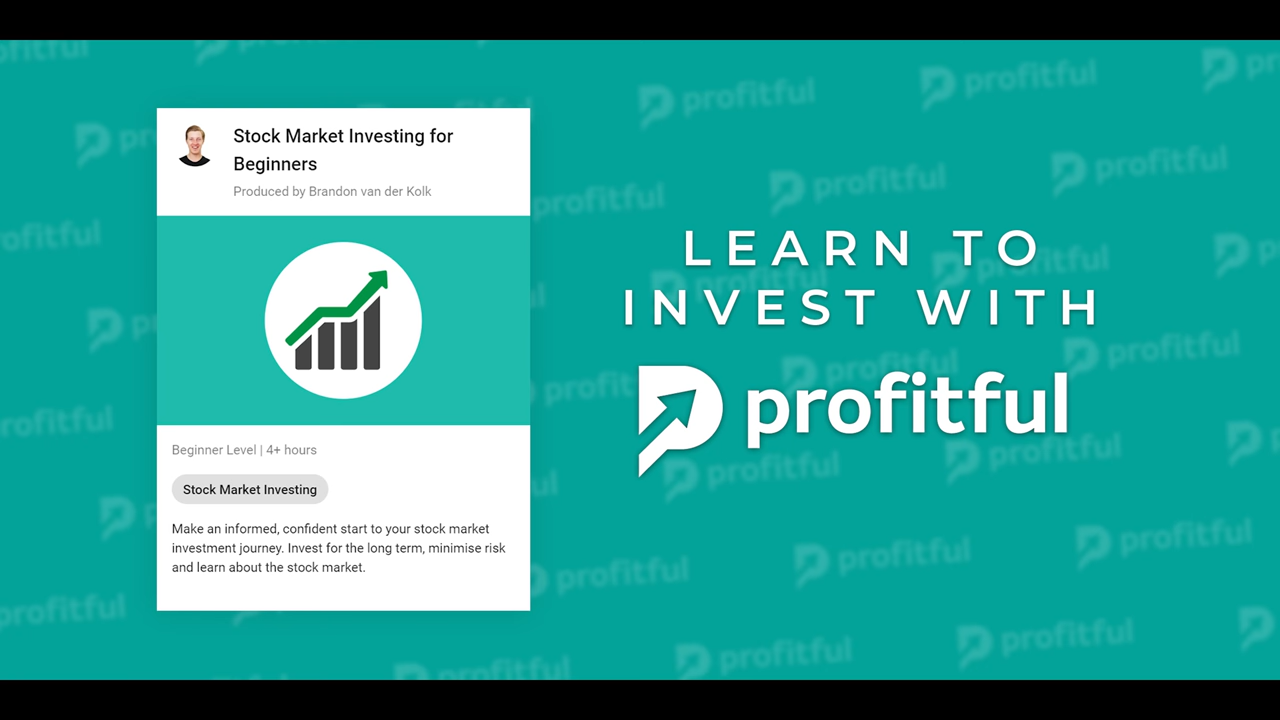 Stock Market Investing for
Beginners
Produced by Brandon van der Kolk
Beginner Level | 4+ hours
Stock Market Investing
Make an informed, confident start to your stock market
investment journey. Invest for the long term, minimise risk
and learn about the stock market.
LEARN TO
INVEST WITH
profitful